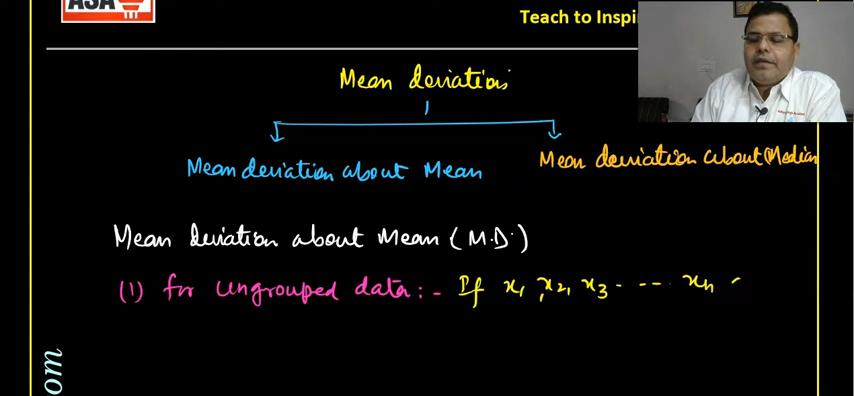 ASA
Teach to Inspi
Mean deviation
Mean deviation about Mean
Mean deviation about Median
Mean deviation about Mean (M.D.)
(1) for ungrouped data :- If x1, x2, x3 - - - - xn
om